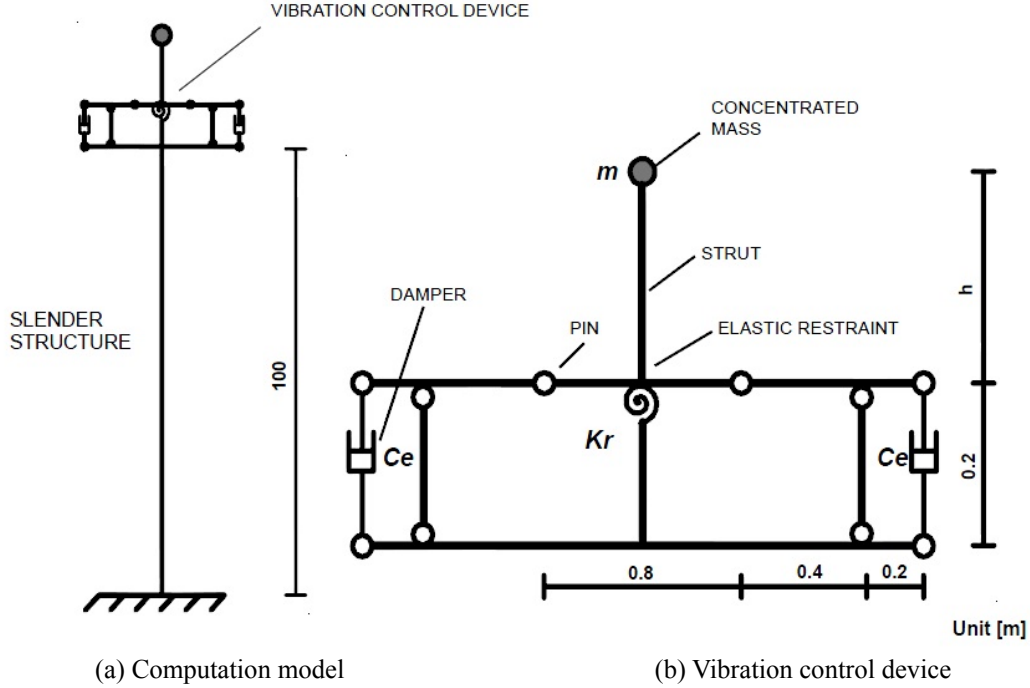 VIBRATION CONTROL DEVICE
SLENDER
STRUCTURE
100
CONCENTRATED
MASS
m
STRUT
h
DAMPER
PIN
ELASTIC RESTRAINT
Ce
Kr
Ce
0.2
0.8
0.4
0.2
Unit [m]
(a) Computation model
(b) Vibration control device